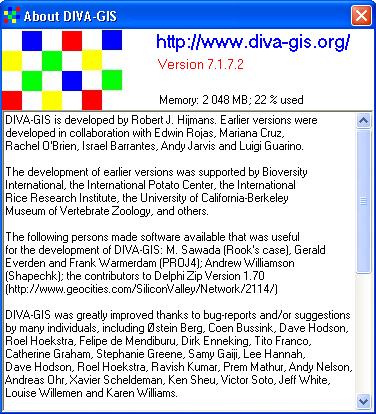 About DIVA-GIS
http://www.diva-gis.org/
Version 7.1.7.2
Memory: 2 048 MB; 22 % used
DIVA-GIS is developed by Robert J. Hijmans. Earlier versions were
developed in collaboration with Edwin Rojas, Mariana Cruz,
Rachel O'Brien, Israel Barrantes, Andy Jarvis and Luigi Guarino.
The development of earlier versions was supported by Bioversity
International, the International Potato Center, the International
Rice Research Institute, the University of California-Berkeley
Museum of Vertebrate Zoology, and others.
The following persons made software available that was useful
for the development of DIVA-GIS: M. Sawada (Rook's case), Gerald
Everden and Frank Warmerdam (PROJ4); Andrew Williamson
(Shapechk); the contributors to Delphi Zip Version 1.70
(http://www.geocities.com/SiliconValley/Network/2114/)
DIVA-GIS was greatly improved thanks to bug-reports and/or suggestions
by many individuals, including Østein Berg, Coen Bussink, Dave Hodson,
Roel Hoekstra, Felipe de Mendiburu, Dirk Enneking, Tito Franco,
Catherine Graham, Stephanie Greene, Samy Gaiji, Lee Hannah,
Dave Hodson, Roel Hoekstra, Ravish Kumar, Prem Mathur, Andy Nelson,
Andreas Ohr, Xavier Scheldeman, Ken Sheu, Victor Soto, Jeff White,
Louise Willemen and Karen Williams.